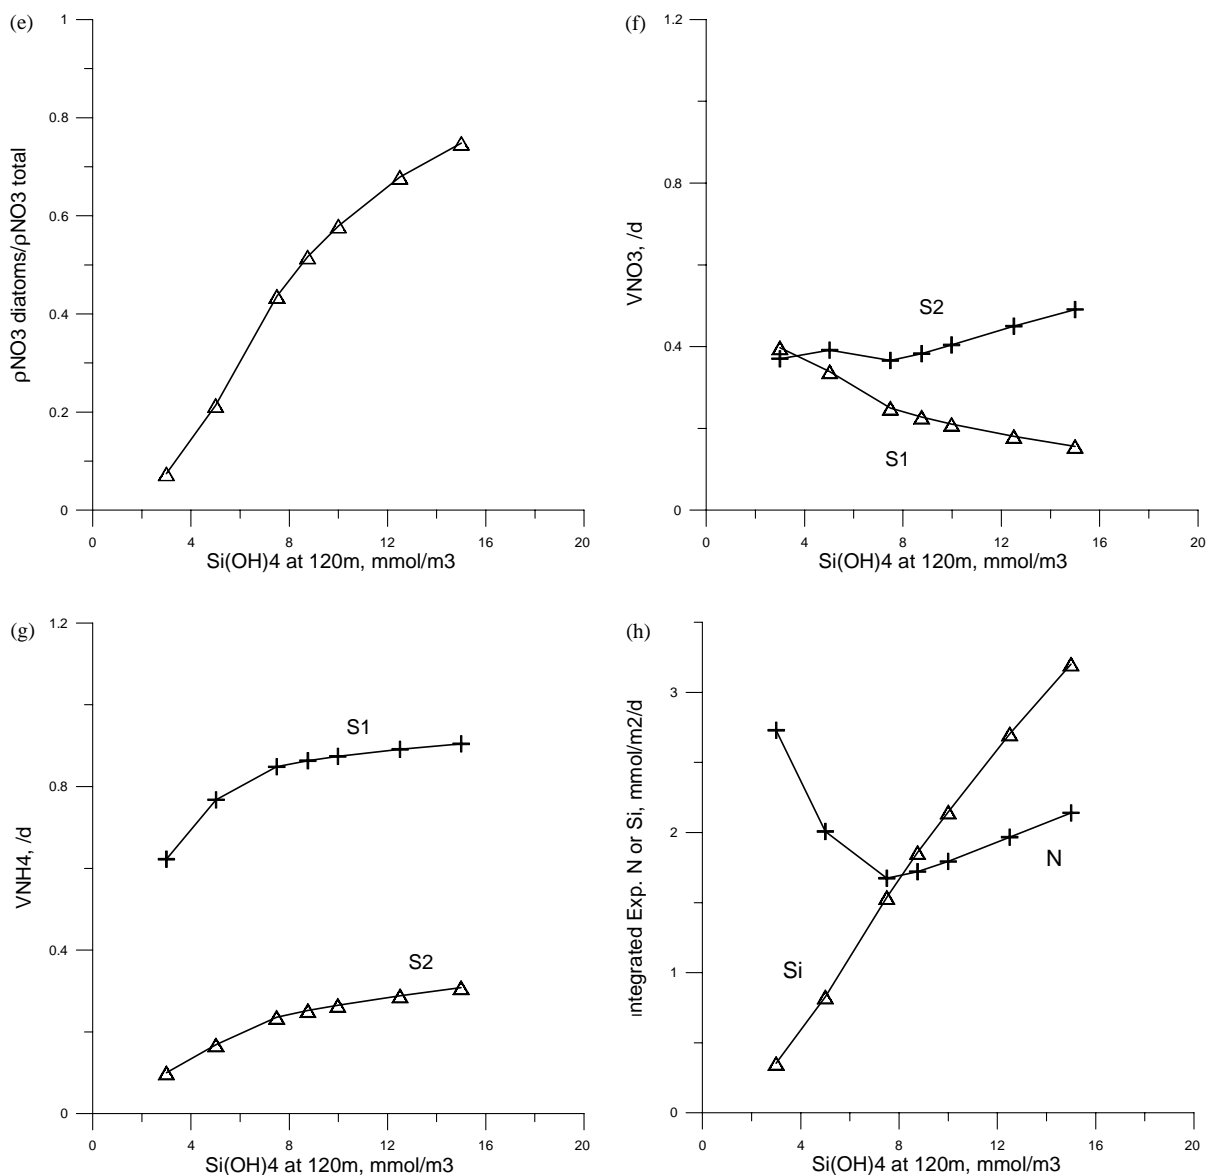 (e)
1
0.8
0.6
0.4
0.2
0
ρNO3 diatoms/ρNO3 total
0 4 8 12 16 20
Si(OH)4 at 120m, mmol/m3
(f)
1.2
0.8
0.4
0
VNO3, /d
S2
S1
0 4 8 12 16 20
Si(OH)4 at 120m, mmol/m3
(g)
1.2
0.8
0.4
0
VNH4, /d
S1
S2
0 4 8 12 16 20
Si(OH)4 at 120m, mmol/m3
(h)
3
2
1
0
Integrated Exp. N or Si, mmol/m2/d
N
Si
0 4 8 12 16 20
Si(OH)4 at 120m, mmol/m3